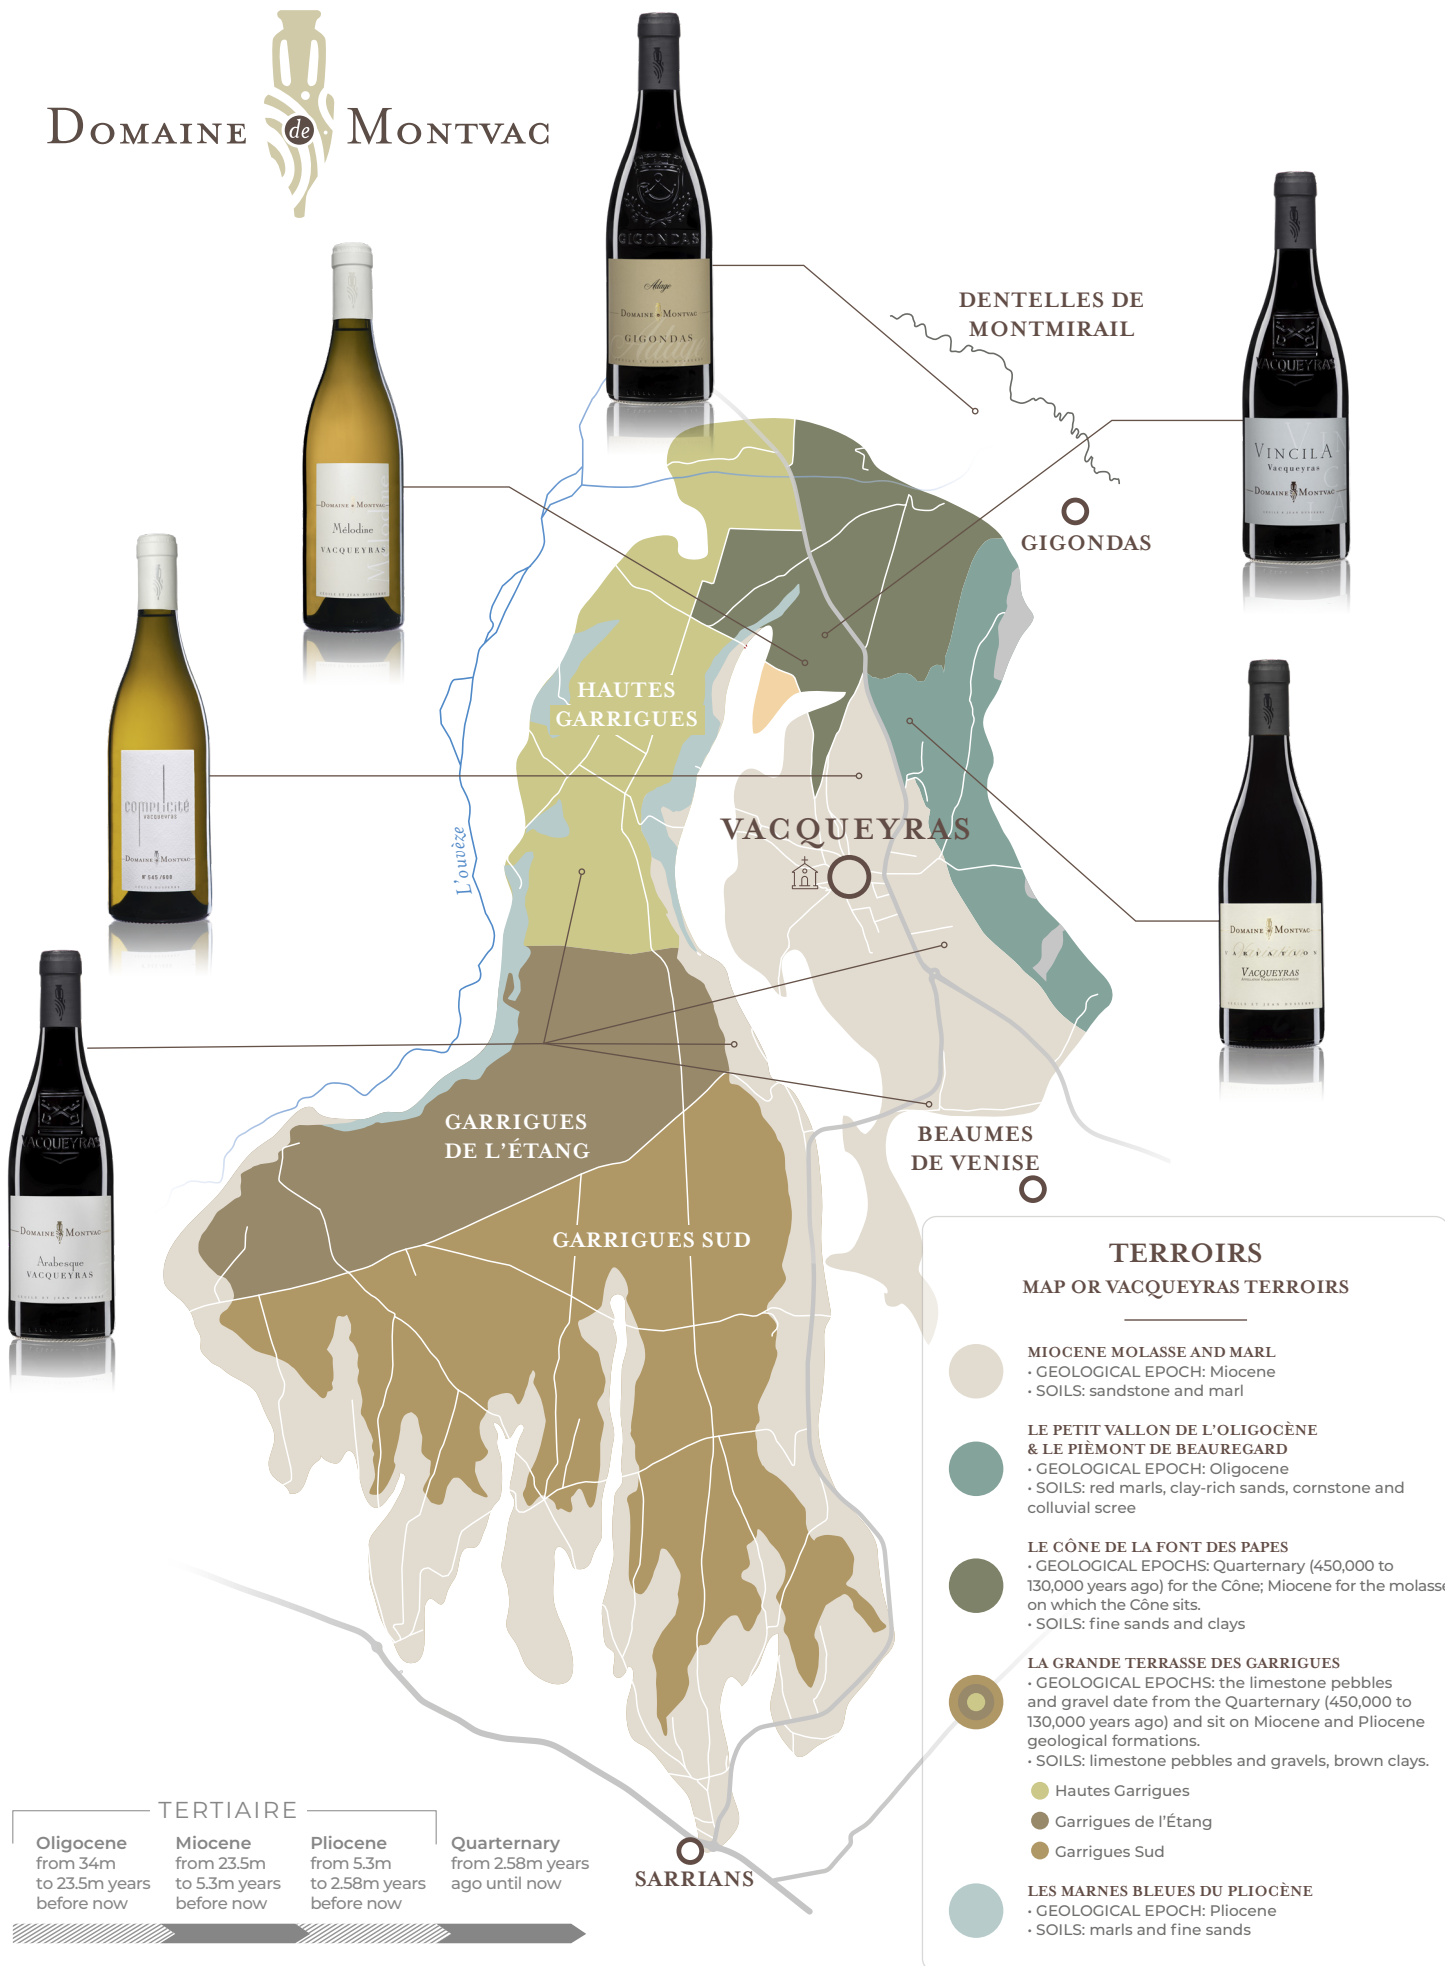 DOMAINE de MONTVAC
GIGONDAS
Adage
DOMAINE MONTVAC
GIGONDAS
DENTELLES DE
MONTMIRAIL
VACQUEYRAS
VINCILA
Vacqueyras
DOMAINE MONTVAC
GIGONDAS
DOMAINE MONTVAC
Mélodine
VACQUEYRAS
HAUTES
GARRIGUES
complicité
vacqueyras
DOMAINE MONTVAC
L'ouvèze
VACQUEYRAS
DOMAINE MONTVAC
VARIATION
VACQUEYRAS
VACQUEYRAS
DOMAINE MONTVAC
Arabesque
VACQUEYRAS
GARRIGUES
DE L'ÉTANG
BEAUMES
DE VENISE
GARRIGUES SUD
TERROIRS
MAP OR VACQUEYRAS TERROIRS
MIOCENE MOLASSE AND MARL
• GEOLOGICAL EPOCH: Miocene
• SOILS: sandstone and marl
LE PETIT VALLON DE L'OLIGOCÈNE
& LE PIÈMONT DE BEAUREGARD
• GEOLOGICAL EPOCH: Oligocene
• SOILS: red marls, clay-rich sands, cornstone and
colluvial scree
LE CÔNE DE LA FONT DES PAPES
• GEOLOGICAL EPOCHS: Quarternary (450,000 to
130,000 years ago) for the Cône; Miocene for the molasse
on which the Cône sits.
• SOILS: fine sands and clays
LA GRANDE TERRASSE DES GARRIGUES
• GEOLOGICAL EPOCHS: the limestone pebbles
and gravel date from the Quarternary (450,000 to
130,000 years ago) and sit on Miocene and Pliocene
geological formations.
• SOILS: limestone pebbles and gravels, brown clays.
Hautes Garrigues
Garrigues de l'Étang
Garrigues Sud
LES MARNES BLEUES DU PLIOCÈNE
• GEOLOGICAL EPOCH: Pliocene
• SOILS: marls and fine sands
SARRIANS
TERTIAIRE
Oligocene
from 34m
to 23.5m years
before now
Miocene
from 23.5m
to 5.3m years
before now
Pliocene
from 5.3m
to 2.58m years
before now
Quarternary
from 2.58m years
ago until now